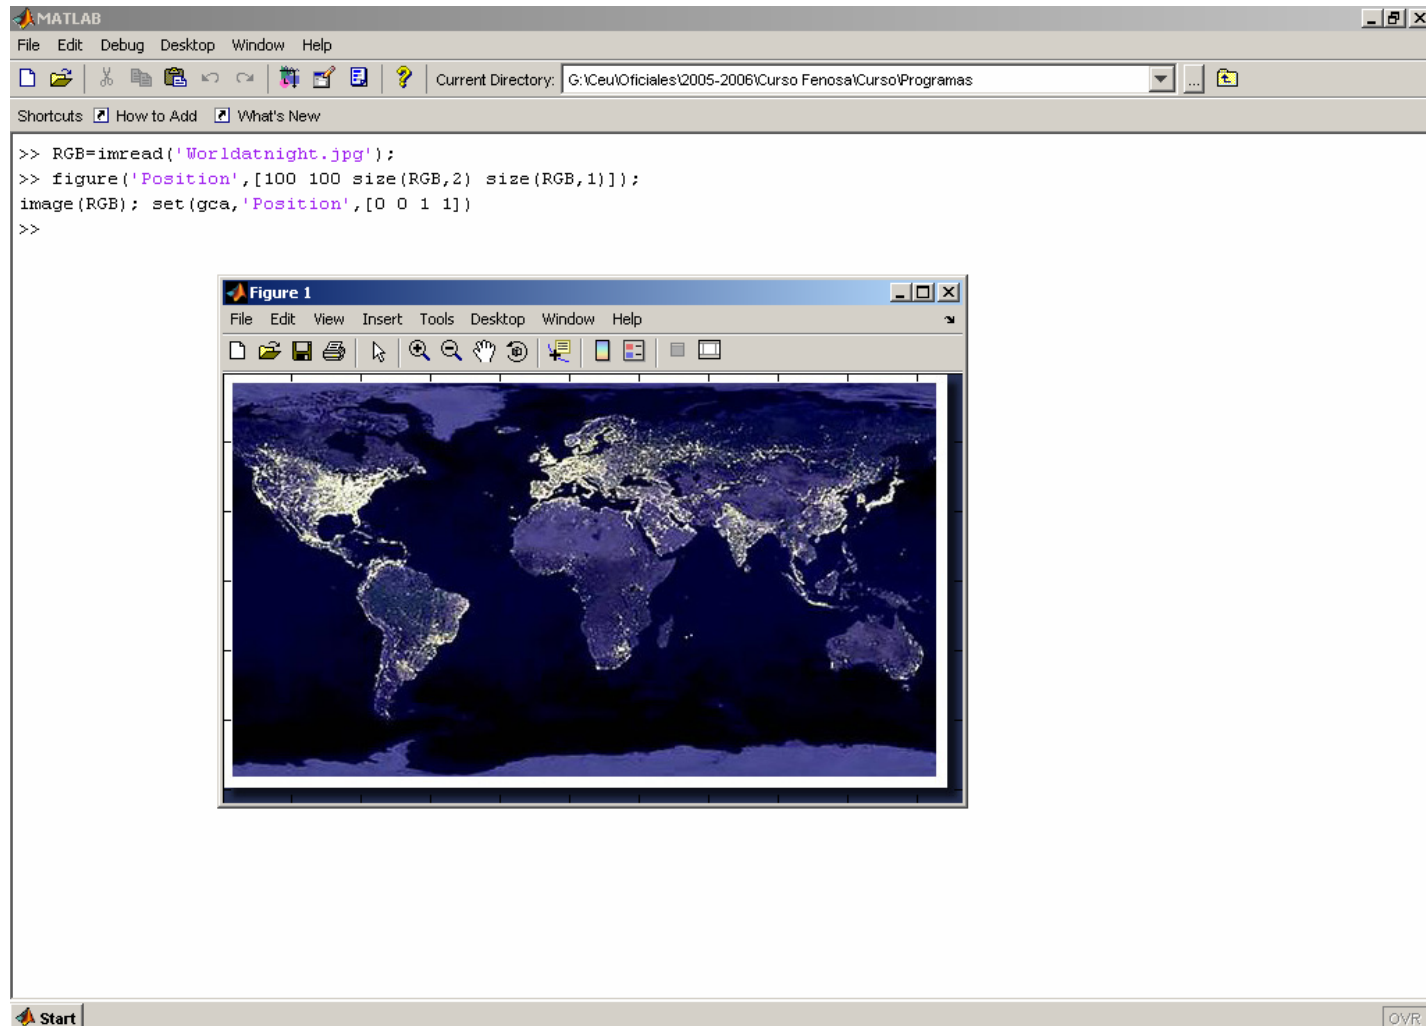 MATLAB
File Edit Debug Desktop Window Help
Current Directory: G:\Ceu\Oficiales\2005-2006\Curso Fenosa\Curso\Programas
...
Shortcuts How to Add What's New
>> RGB=imread('Worldatnight.jpg');
>> figure('Position',[100 100 size(RGB,2) size(RGB,1)]);
image(RGB); set(gca,'Position',[0 0 1 1])
>>
Figure 1
File Edit View Insert Tools Desktop Window Help
Start
OVR